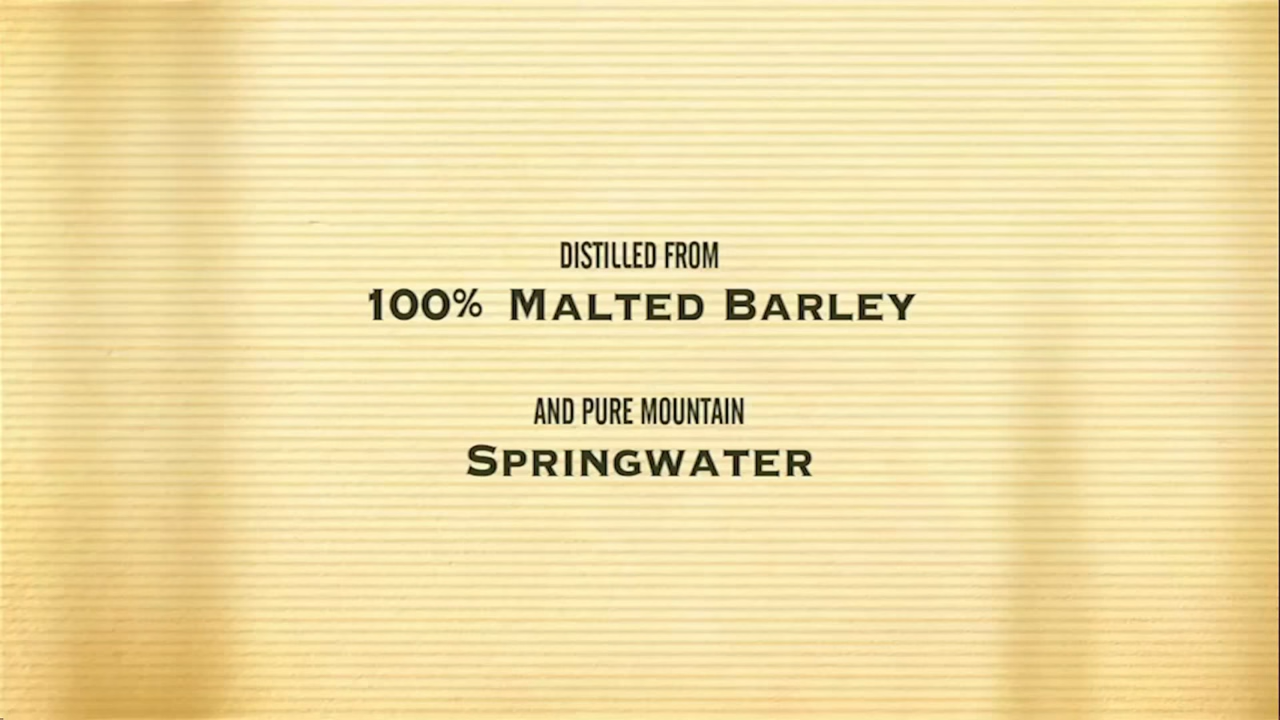 DISTILLED FROM
100% MALTED BARLEY
AND PURE MOUNTAIN
SPRINGWATER